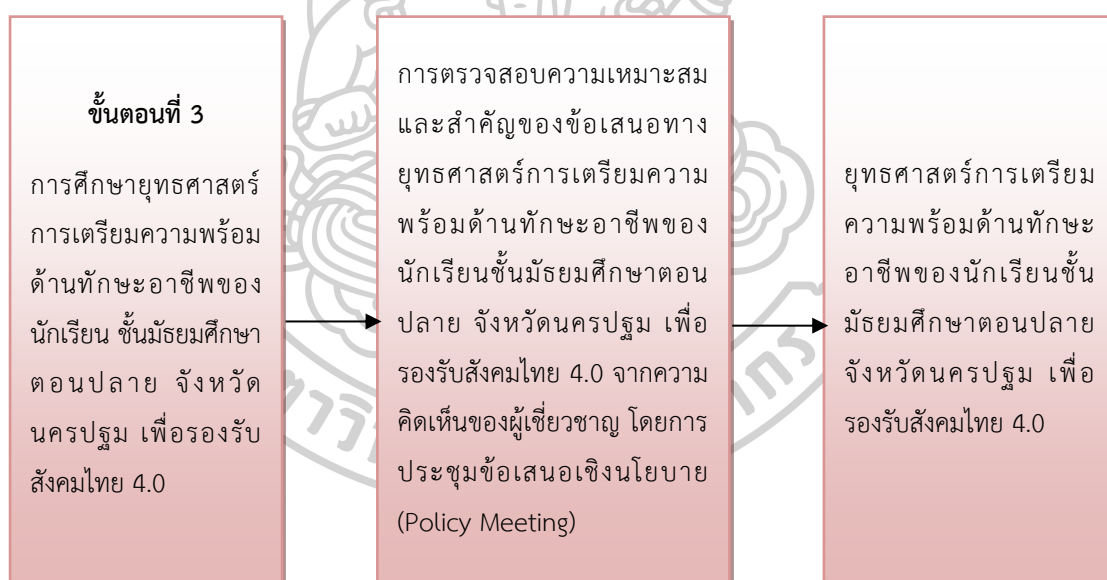 ขั้นตอนที่ 3
การศึกษายุทธศาสตร์
การเตรียมความพร้อม
ด้านทักษะอาชีพของ
นักเรียน ชั้นมัธยมศึกษา
ตอนปลาย จังหวัด
นครปฐม เพื่อรองรับ
สังคมไทย 4.0
การตรวจสอบความเหมาะสม
และสำคัญของข้อเสนอทาง
ยุทธศาสตร์การเตรียมความ
พร้อมด้านทักษะอาชีพของ
นักเรียนชั้นมัธยมศึกษาตอน
ปลาย จังหวัดนครปฐม เพื่อ
รองรับสังคมไทย 4.0 จากความ
คิดเห็นของผู้เชี่ยวชาญ โดยการ
ประชุมข้อเสนอเชิงนโยบาย
(Policy Meeting)
ยุทธศาสตร์การเตรียม
ความพร้อมด้านทักษะ
อาชีพของนักเรียนชั้น
มัธยมศึกษาตอนปลาย
จังหวัดนครปฐม เพื่อ
รองรับสังคมไทย 4.0